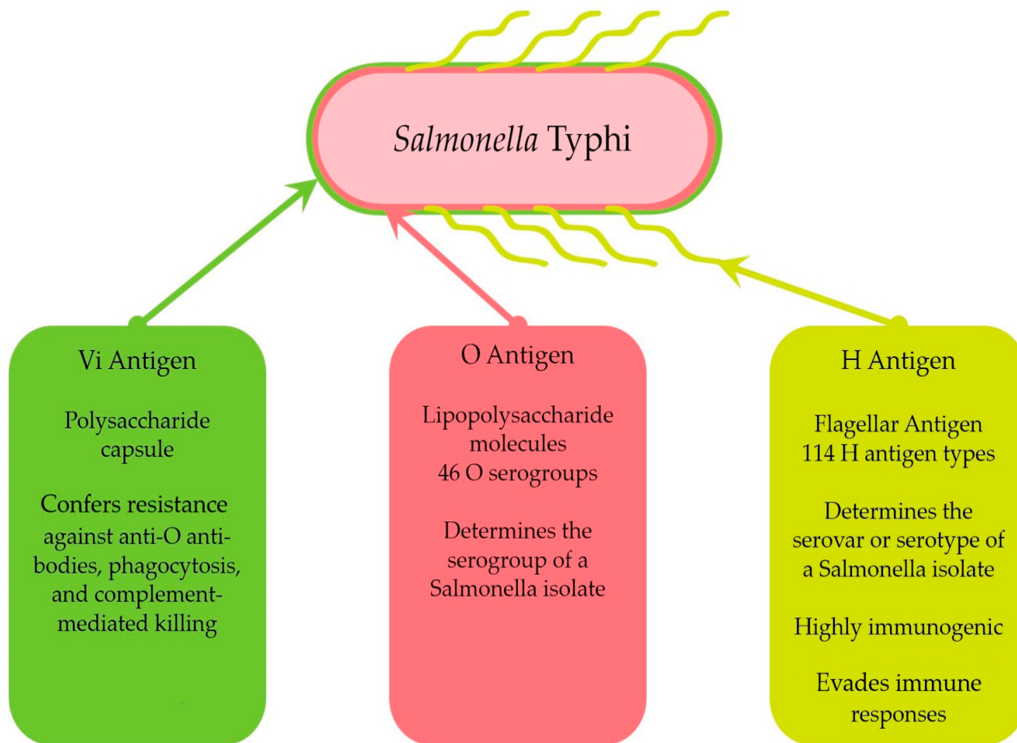 Salmonella Typhi
Vi Antigen
Polysaccharide
capsule
Confers resistance
against anti-O anti-
bodies, phagocytosis,
and complement-
mediated killing
O Antigen
Lipopolysaccharide
molecules
46 O serogroups
Determines the
serogroup of a
Salmonella isolate
H Antigen
Flagellar Antigen
114 H antigen types
Determines the
serovar or serotype of
a Salmonella isolate
Highly immunogenic
Evades immune
responses